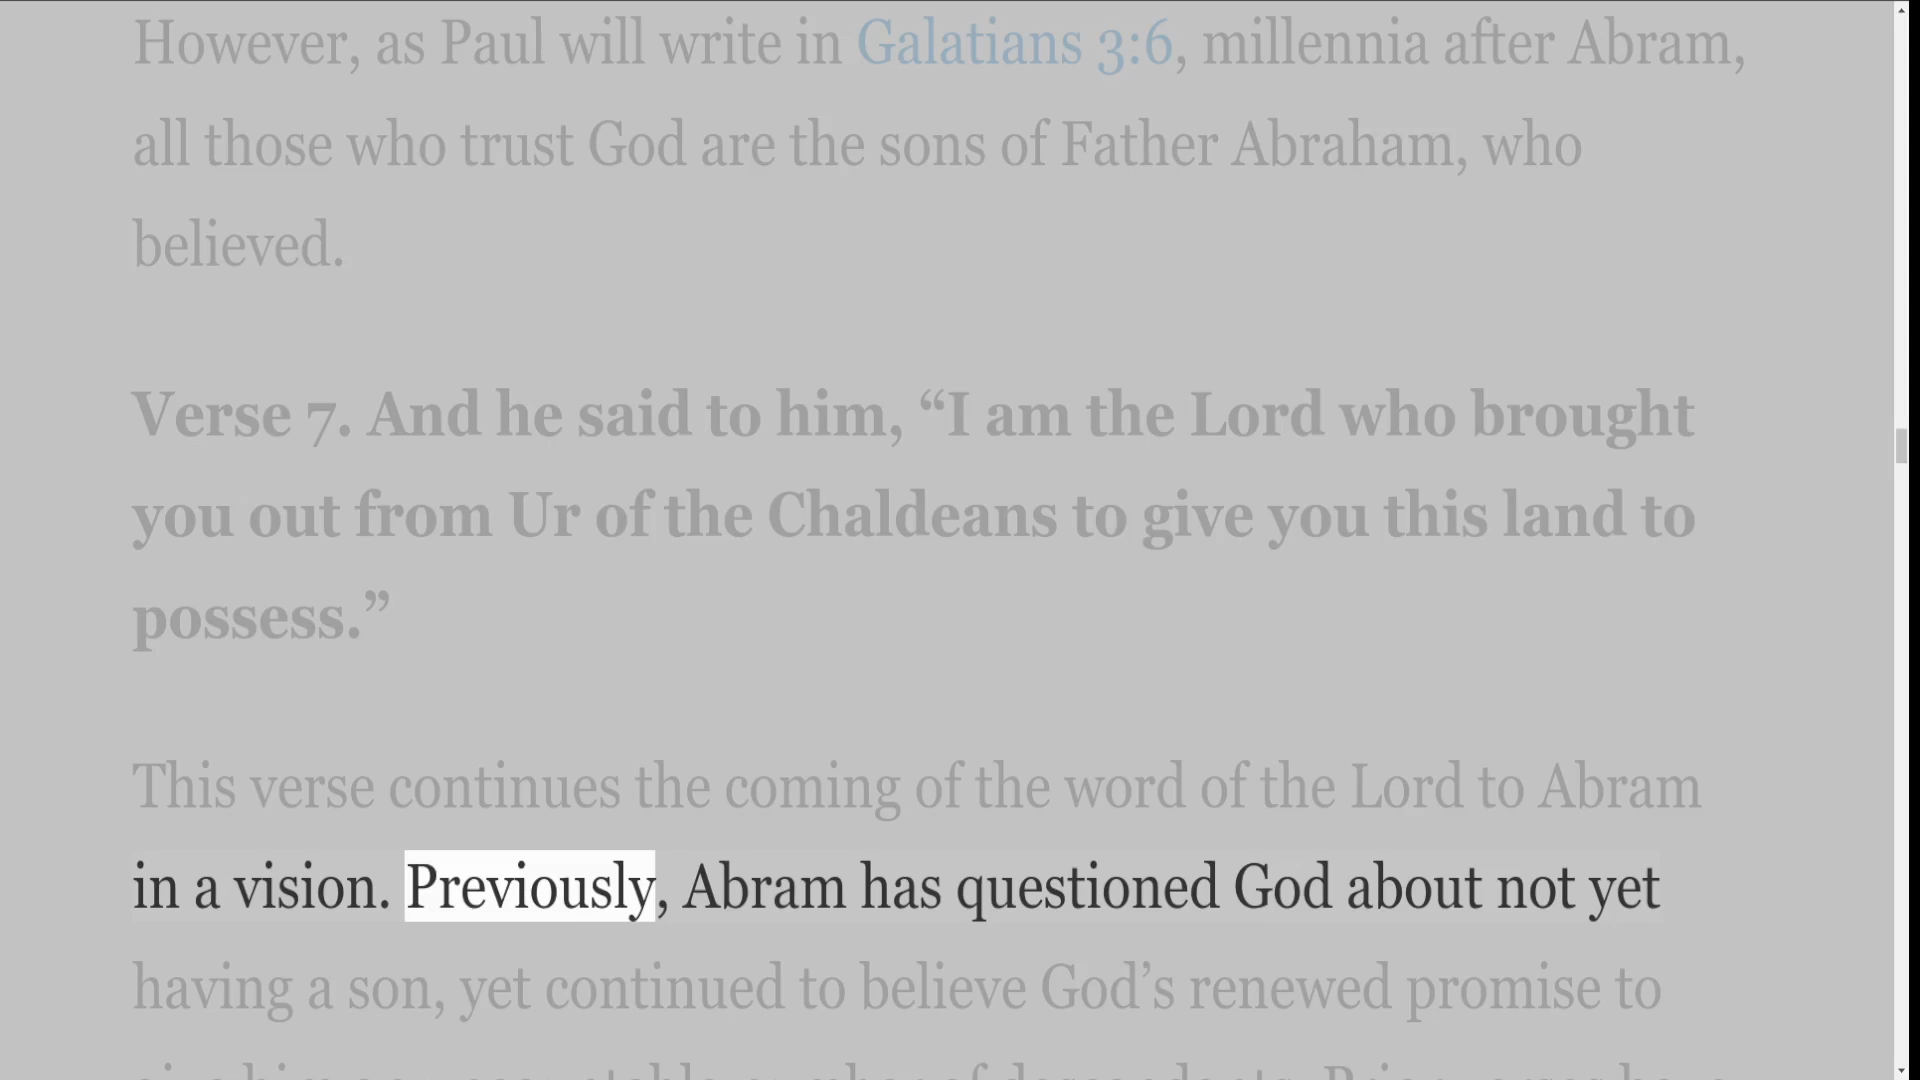 However, as Paul will write in Galatians 3:6, millennia after Abram,
all those who trust God are the sons of Father Abraham, who
believed.
Verse 7. And he said to him, “I am the Lord who brought
you out from Ur of the Chaldeans to give you this land to
possess.”
This verse continues the coming of the word of the Lord to Abram
in a vision. Previously, Abram has questioned God about not yet
having a son, yet continued to believe God’s renewed promise to